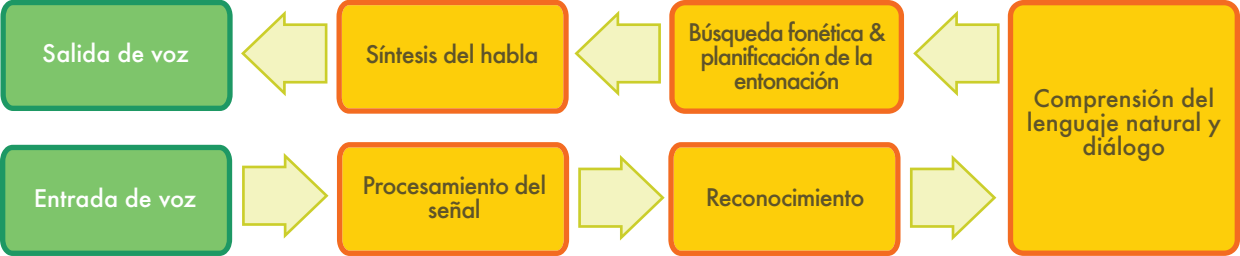 Salida de voz
Síntesis del habla
Búsqueda fonética &
planificación de la
entonación
Comprensión del
lenguaje natural y
diálogo
Entrada de voz
Procesamiento del
señal
Reconocimiento